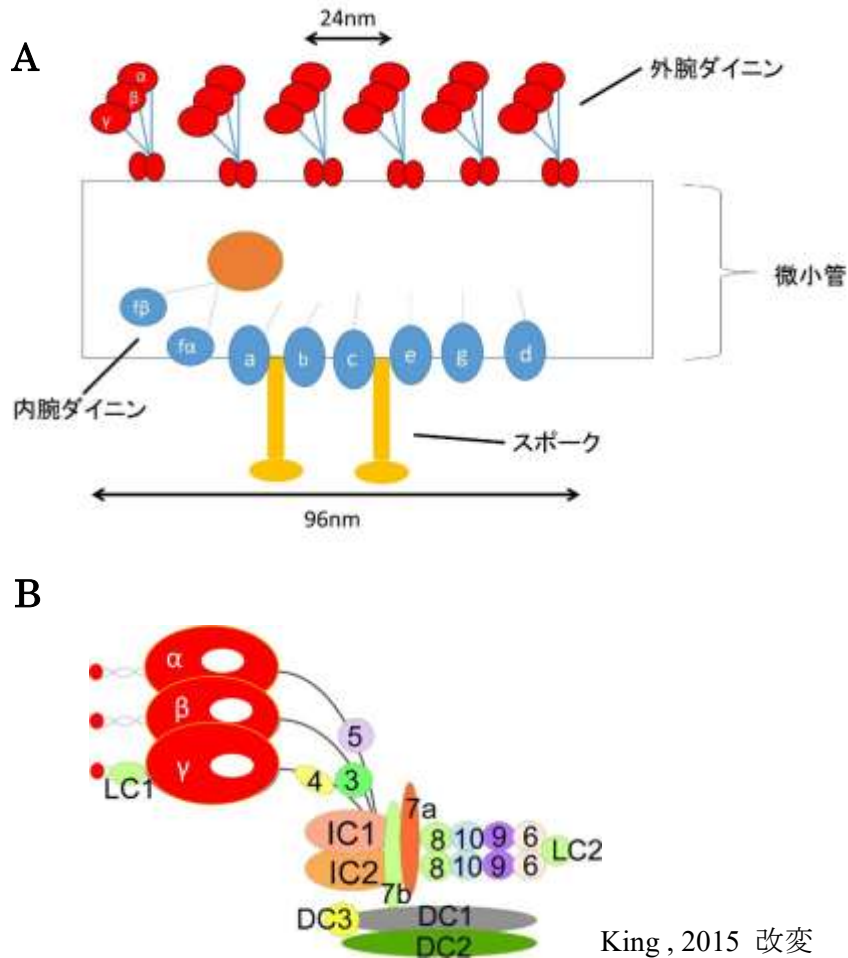 24nm
A
外腕ダイニン
α
β
γ
微小管
fβ
fα
a
b
c
e
g
d
内腕ダイニン
スポーク
96nm
B
α
β
γ
5
4
3
LC1
7a
IC1
8 10 9 6
LC2
IC2
8 10 9 6
7b
DC3
DC1
DC2
King , 2015 改変